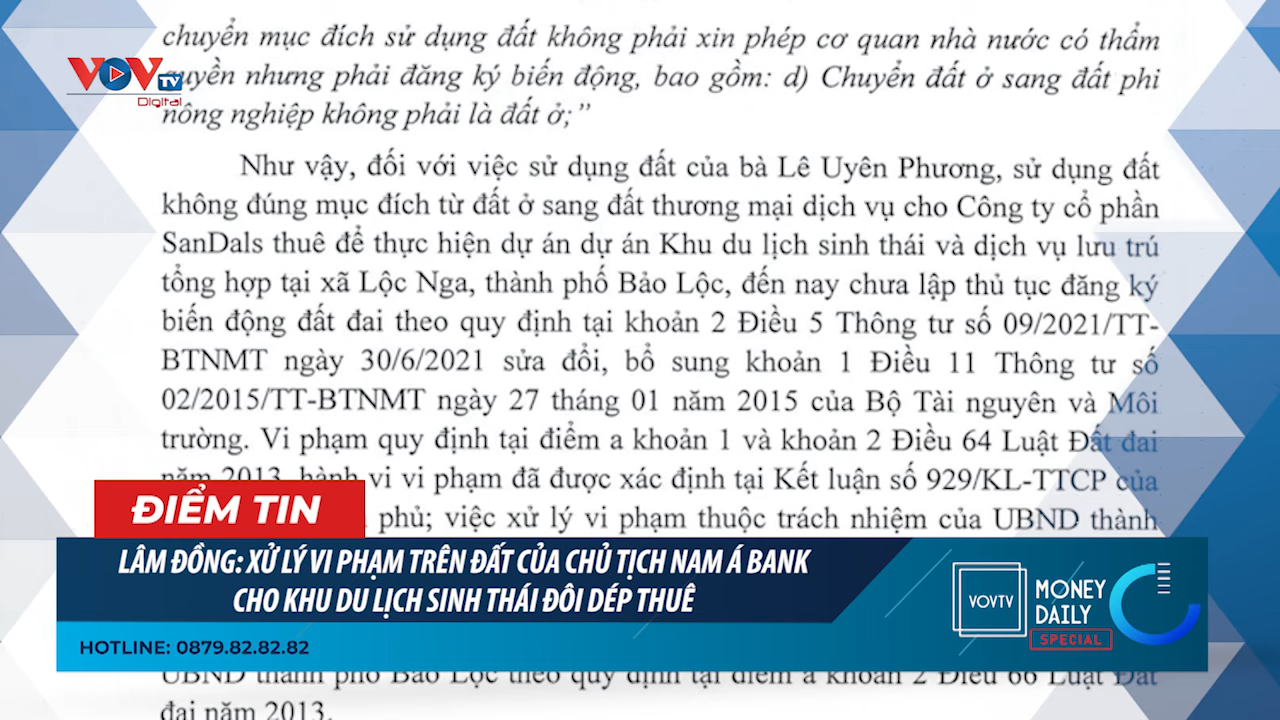 chuyển mục đích sử dụng đất không phải xin phép cơ quan nhà nước có thẩm
quyền nhưng phải đăng ký biến động, bao gồm: d) Chuyển đất ở sang đất phi
nông nghiệp không phải là đất ở;”
VOV TV
Digital
Như vậy, đối với việc sử dụng đất của bà Lê Uyên Phương, sử dụng đất
không đúng mục đích từ đất ở sang đất thương mại dịch vụ cho Công ty cổ phần
SanDals thuê để thực hiện dự án dự án Khu du lịch sinh thái và dịch vụ lưu trú
tổng hợp tại xã Lộc Nga, thành phố Bảo Lộc, đến nay chưa lập thủ tục đăng ký
biến động đất đai theo quy định tại khoản 2 Điều 5 Thông tư số 09/2021/TT-
BTNMT ngày 30/6/2021 sửa đổi, bổ sung khoản 1 Điều 11 Thông tư số
02/2015/TT-BTNMT ngày 27 tháng 01 năm 2015 của Bộ Tài nguyên và Môi
trường. Vi phạm quy định tại điểm a khoản 1 và khoản 2 Điều 64 Luật Đất đai
năm 2013, hành vi vi phạm đã được xác định tại Kết luận số 929/KL-TTCP của
phủ; việc xử lý vi phạm thuộc trách nhiệm của UBND thành
ĐIỂM TIN
LÂM ĐỒNG: XỬ LÝ VI PHẠM TRÊN ĐẤT CỦA CHỦ TỊCH NAM Á BANK
CHO KHU DU LỊCH SINH THÁI ĐÔI DÉP THUÊ
HOTLINE: 0879.82.82.82
VOVTV
MONEY
DAILY
SPECIAL
UBND thành phố Bảo Lộc theo quy định tại điểm a khoản 2 Điều 66 Luật Đất
đai năm 2013.